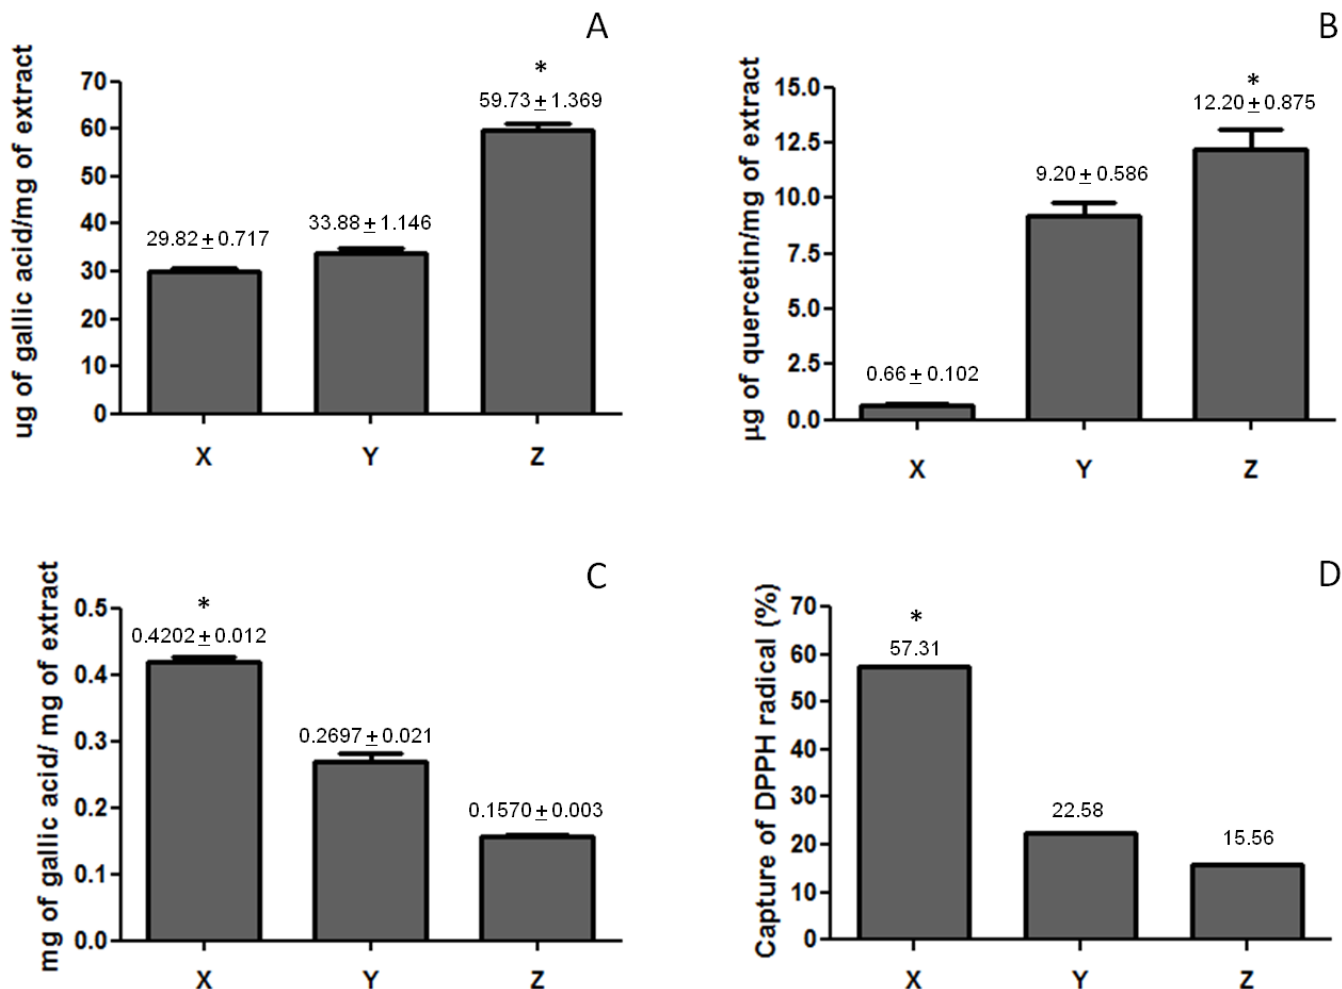 A
ug of gallic acid/mg of extract
70
60
50
40
30
20
10
0
29.82 ± 0.717
33.88 ± 1.146
*
59.73 ± 1.369
X Y Z
B
µg of quercetin/mg of extract
15.0
12.5
10.0
7.5
5.0
2.5
0.0
0.66 ± 0.102
9.20 ± 0.586
*
12.20 ± 0.875
X Y Z
C
mg of gallic acid/ mg of extract
0.5
0.4
0.3
0.2
0.1
0.0
*
0.4202 ± 0.012
0.2697 ± 0.021
0.1570 ± 0.003
X Y Z
D
Capture of DPPH radical (%)
70
60
50
40
30
20
10
0
*
57.31
22.58
15.56
X Y Z